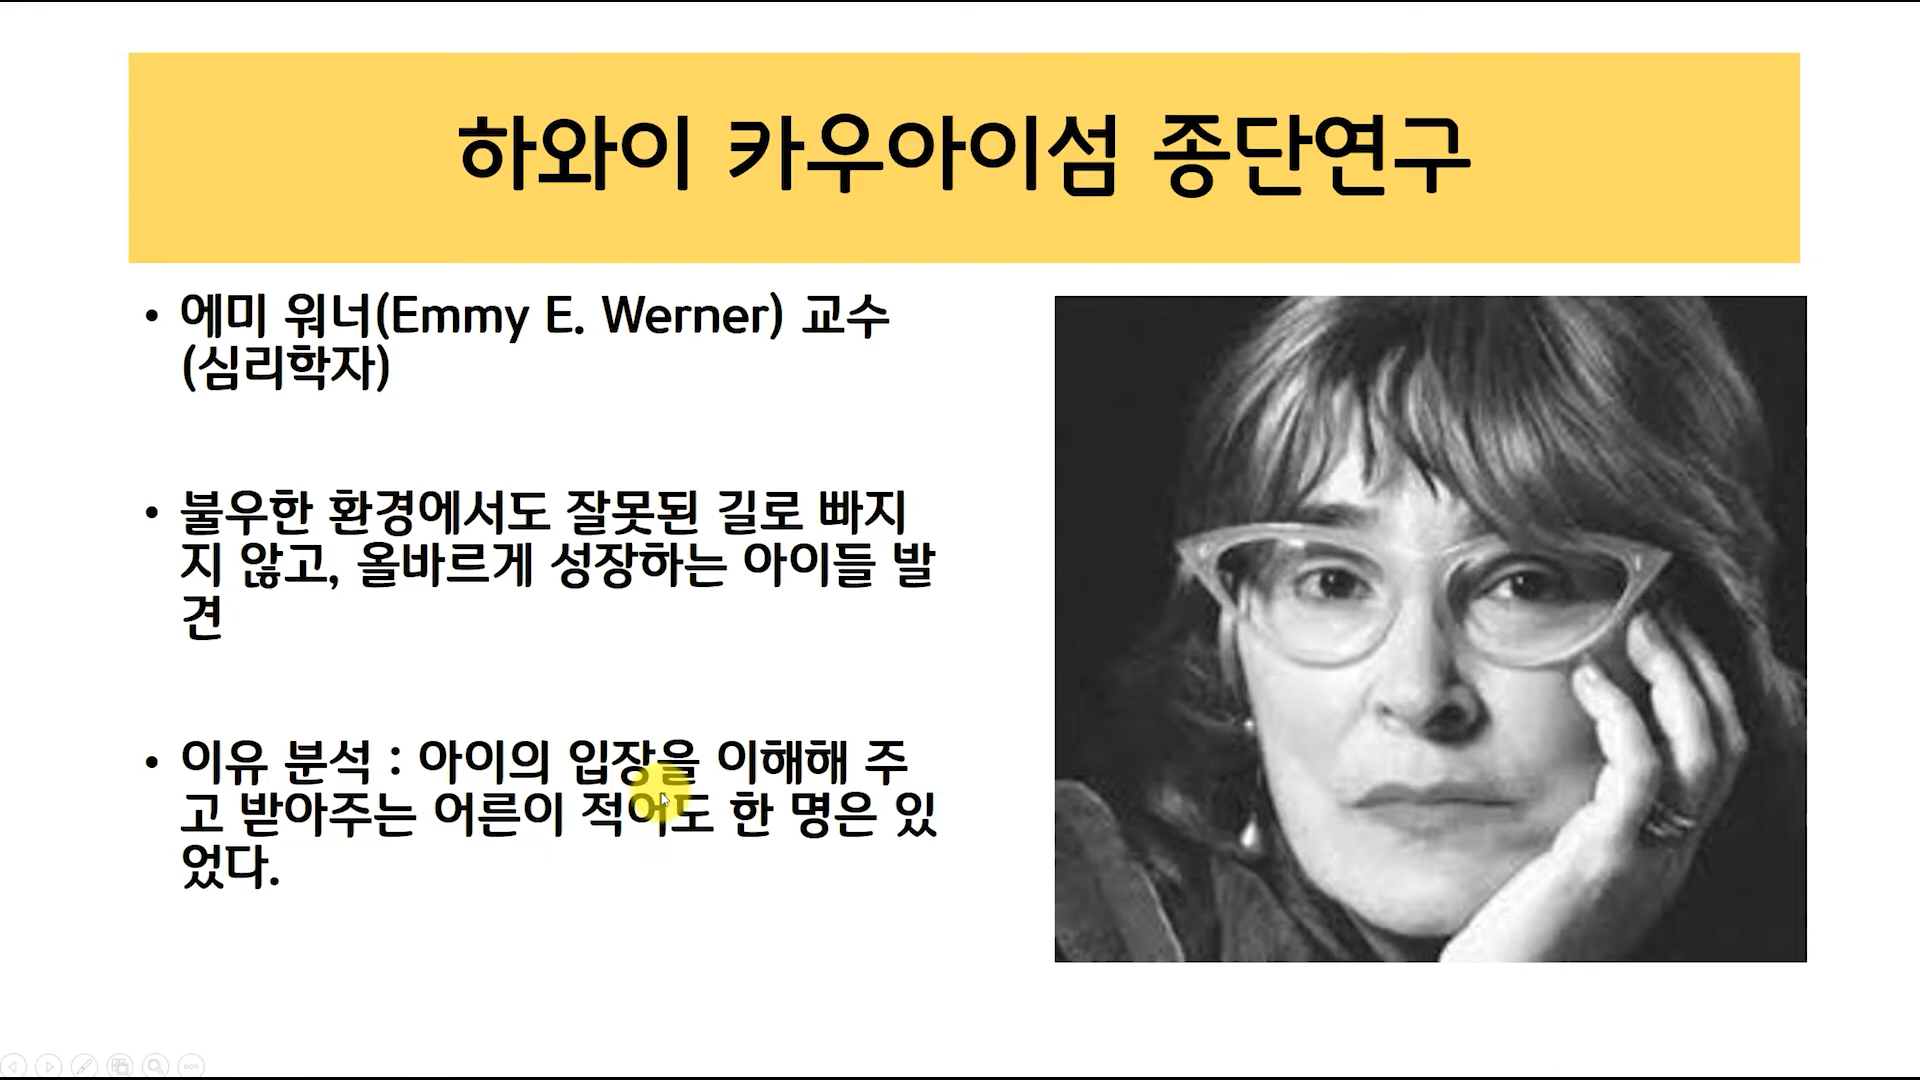 하와이 카우아이섬 종단연구
• 에미 워너(Emmy E. Werner) 교수
(심리학자)
• 불우한 환경에서도 잘못된 길로 빠지
지 않고, 올바르게 성장하는 아이들 발
견
• 이유 분석 : 아이의 입장을 이해해 주
고 받아주는 어른이 적어도 한 명은 있
었다.